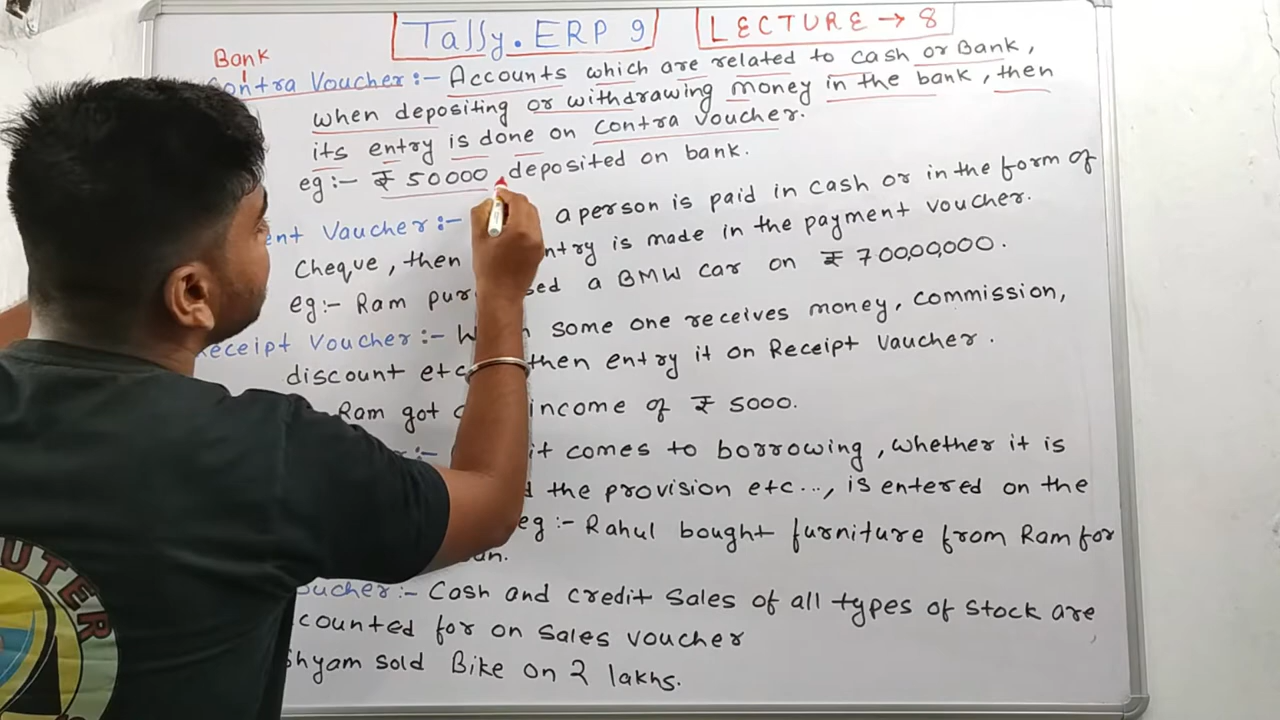 Tally.ERP 9 LECTURE → 8
Bank
Contra Voucher :- Accounts which are related to cash or Bank,
when depositing or withdrawing money in the bank, then
its entry is done on contra voucher.
eg :- ₹ 50000 deposited on bank.
ent Vaucher :- a person is paid in cash or in the form of
Cheque, then ntry is made in the payment voucher.
eg :- Ram pur sed a BMW car on ₹ 700,00,000.
Receipt Voucher :- W n some one receives money, commission,
discount etc then entry it on Receipt Vaucher.
Ram got income of ₹ 5000.
:- it comes to borrowing, whether it is
d the provision etc..., is entered on the
eg :- Rahul bought furniture from Ram for
an.
oucher :- Cash and credit sales of all types of stock are
counted for on sales voucher
Shyam sold Bike on 2 lakhs.
UTER